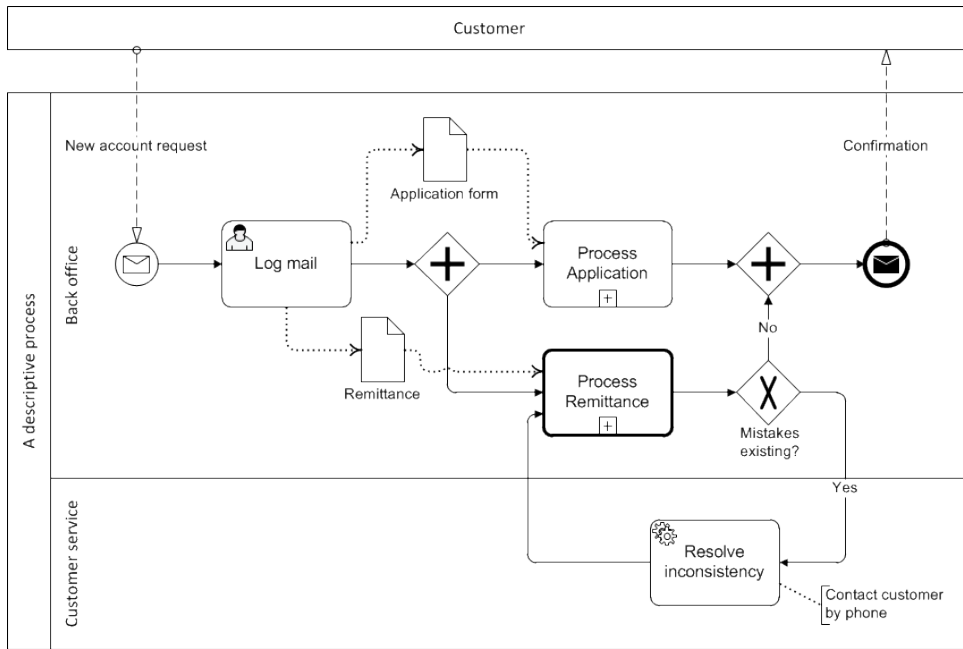 Customer
New account request
Confirmation
Application form
Log mail
Process
Application
Back office
No
Remittance
Process
Remittance
Mistakes
existing?
A descriptive process
Yes
Customer service
Resolve
inconsistency
Contact customer
by phone